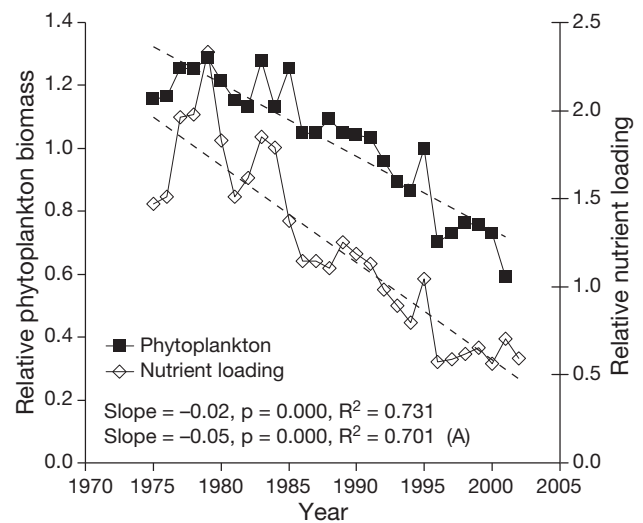 Relative phytoplankton biomass
1.4
1.2
1.0
0.8
0.6
0.4
0.2
0.0
2.5
2.0
1.5
1.0
0.5
0.0
Relative nutrient loading
Phytoplankton
Nutrient loading
Slope = –0.02, p = 0.000, R² = 0.731
Slope = –0.05, p = 0.000, R² = 0.701 (A)
1970 1975 1980 1985 1990 1995 2000 2005
Year